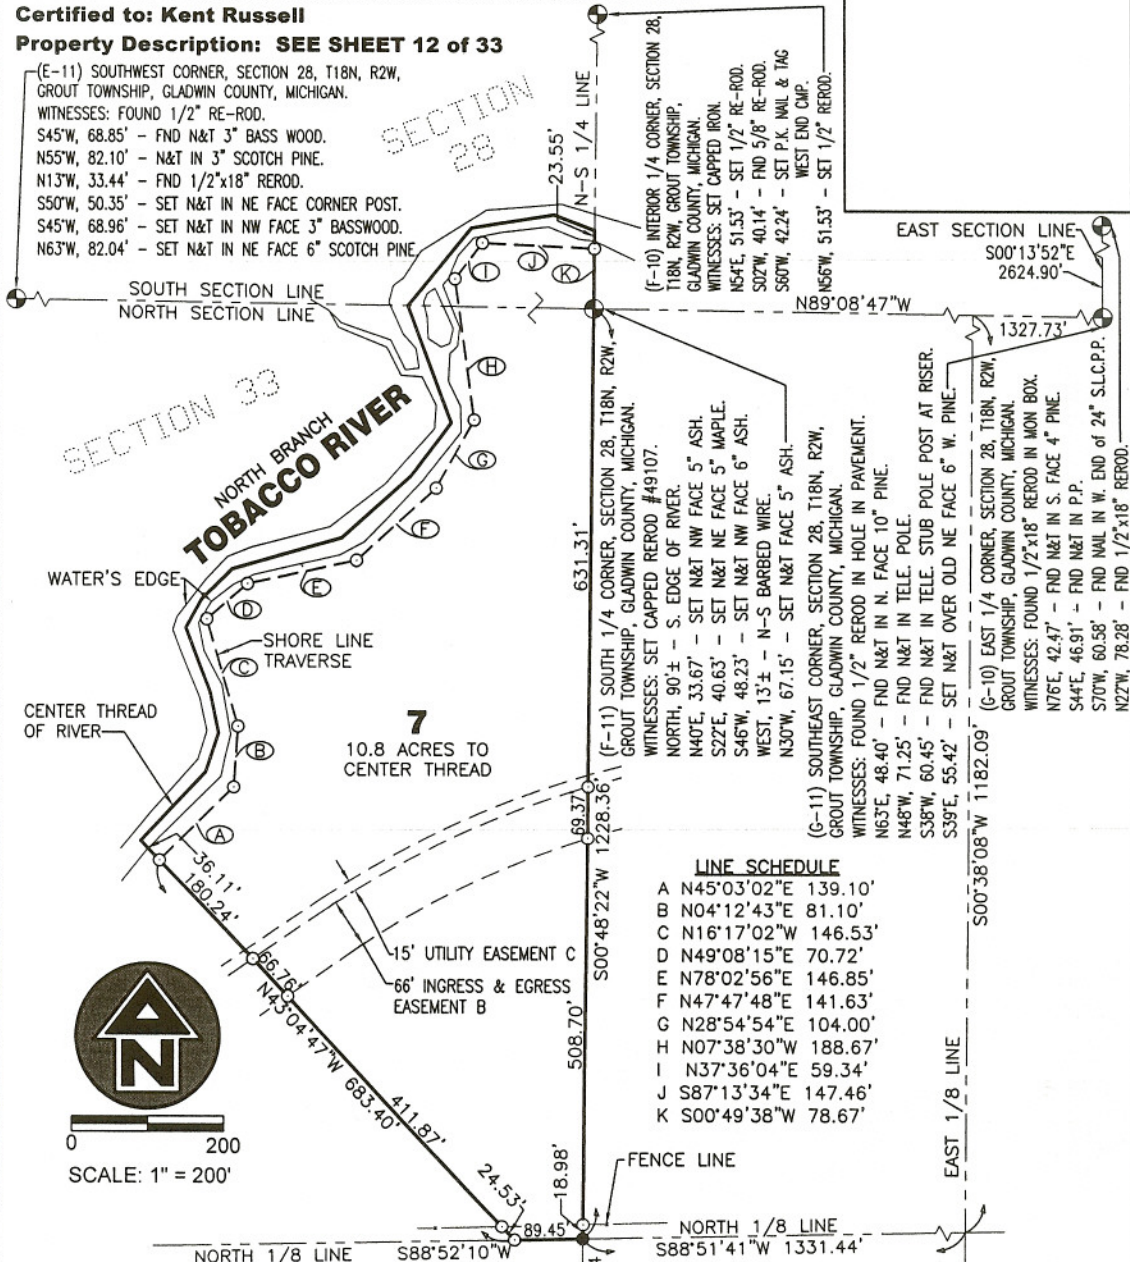 Certified to: Kent Russell
Property Description: SEE SHEET 12 of 33
(E-11) SOUTHWEST CORNER, SECTION 28, T18N, R2W,
GROUT TOWNSHIP, GLADWIN COUNTY, MICHIGAN.
WITNESSES: FOUND 1/2" RE-ROD.
S45°W, 68.85' - FND N&T 3" BASS WOOD.
N55°W, 82.10' - N&T IN 3" SCOTCH PINE.
N13°W, 33.44' - FND 1/2"x18" REROD.
S50°W, 50.35' - SET N&T IN NE FACE CORNER POST.
S45°W, 68.96' - SET N&T IN NW FACE 3" BASSWOOD.
N63°W, 82.04' - SET N&T IN NE FACE 6" SCOTCH PINE
SECTION
28
23.55'
N-S 1/4 LINE
(F-10) INTERIOR 1/4 CORNER, SECTION 28,
T18N, R2W, GROUT TOWNSHIP,
GLADWIN COUNTY, MICHIGAN.
WITNESSES: SET CAPPED IRON.
N54°E, 51.53' - SET 1/2" RE-ROD.
S02°W, 40.14' - FND 5/8" RE-ROD.
S60°W, 42.24' - SET P.K. NAIL & TAG
WEST END CMP.
N56°W, 51.53' - SET 1/2" REROD.
EAST SECTION LINE
S00°13'52"E
2624.90'
SOUTH SECTION LINE
NORTH SECTION LINE
N89°08'47"W
1327.73'
SECTION 33
NORTH BRANCH
TOBACCO RIVER
I
J
K
H
G
F
E
D
C
B
A
WATER'S EDGE
SHORE LINE
TRAVERSE
CENTER THREAD
OF RIVER
7
10.8 ACRES TO
CENTER THREAD
631.31'
(F-11) SOUTH 1/4 CORNER, SECTION 28, T18N, R2W,
GROUT TOWNSHIP, GLADWIN COUNTY, MICHIGAN.
WITNESSES: SET CAPPED REROD #49107.
NORTH, 90'± - S. EDGE OF RIVER.
N40°E, 33.67' - SET N&T NW FACE 5" ASH.
S22°E, 40.63' - SET N&T NE FACE 5" MAPLE.
S46°W, 48.23' - SET N&T NW FACE 6" ASH.
WEST, 13'± - N-S BARBED WIRE.
N30°W, 67.15' - SET N&T FACE 5" ASH.
(G-11) SOUTHEAST CORNER, SECTION 28, T18N, R2W,
GROUT TOWNSHIP, GLADWIN COUNTY, MICHIGAN.
WITNESSES: FOUND 1/2" REROD IN HOLE IN PAVEMENT.
N63°E, 48.40' - FND N&T IN N. FACE 10" PINE.
N48°W, 71.25' - FND N&T IN TELE. POLE.
S38°W, 60.45' - FND N&T IN TELE. STUB POLE POST AT RISER.
S39°E, 55.42' - SET N&T OVER OLD NE FACE 6" W. PINE.
(G-10) EAST 1/4 CORNER, SECTION 28, T18N, R2W,
GROUT TOWNSHIP, GLADWIN COUNTY, MICHIGAN.
WITNESSES: FOUND 1/2"x18" REROD IN MON BOX.
N76°E, 42.47' - FND N&T IN S. FACE 4" PINE.
S44°E, 46.91' - FND N&T IN P.P.
S70°W, 60.58' - FND NAIL IN W. END of 24" S.L.C.P.P.
N22°W, 78.28' - FND 1/2"x18" REROD.
69.37'
S00°48'22"W 1228.36'
S00°38'08"W 1182.09'
36.11'
180.24'
66.76'
N43°04'47"W 683.40'
411.87'
24.53'
15' UTILITY EASEMENT C
66' INGRESS & EGRESS
EASEMENT B
508.70'
LINE SCHEDULE
A N45°03'02"E 139.10'
B N04°12'43"E 81.10'
C N16°17'02"W 146.53'
D N49°08'15"E 70.72'
E N78°02'56"E 146.85'
F N47°47'48"E 141.63'
G N28°54'54"E 104.00'
H N07°38'30"W 188.67'
I N37°36'04"E 59.34'
J S87°13'34"E 147.46'
K S00°49'38"W 78.67'
N
0 200
SCALE: 1" = 200'
18.98'
FENCE LINE
EAST 1/8 LINE
89.45'
NORTH 1/8 LINE
S88°52'10"W
NORTH 1/8 LINE
S88°51'41"W 1331.44'